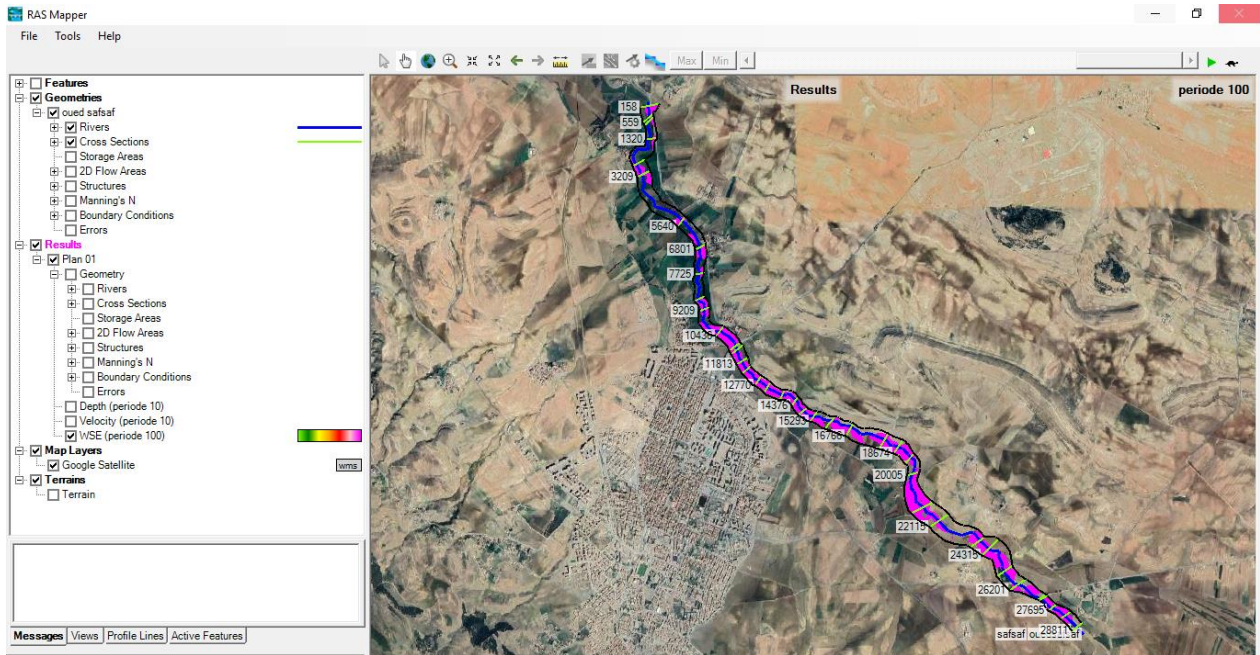 RAS Mapper
File Tools Help
Max Min
Features
Geometries
oued safsaf
Rivers
Cross Sections
Storage Areas
2D Flow Areas
Structures
Manning's N
Boundary Conditions
Errors
Results
Plan 01
Geometry
Rivers
Cross Sections
Storage Areas
2D Flow Areas
Structures
Manning's N
Boundary Conditions
Errors
Depth (periode 10)
Velocity (periode 10)
WSE (periode 100)
Map Layers
Google Satellite wms
Terrains
Terrain
Messages Views Profile Lines Active Features
Results periode 100
158
559
1320
3209
5640
6801
7725
9209
10436
11813
12770
14376
15293
16766
18674
20005
22119
24315
26201
27695
28811
safsaf